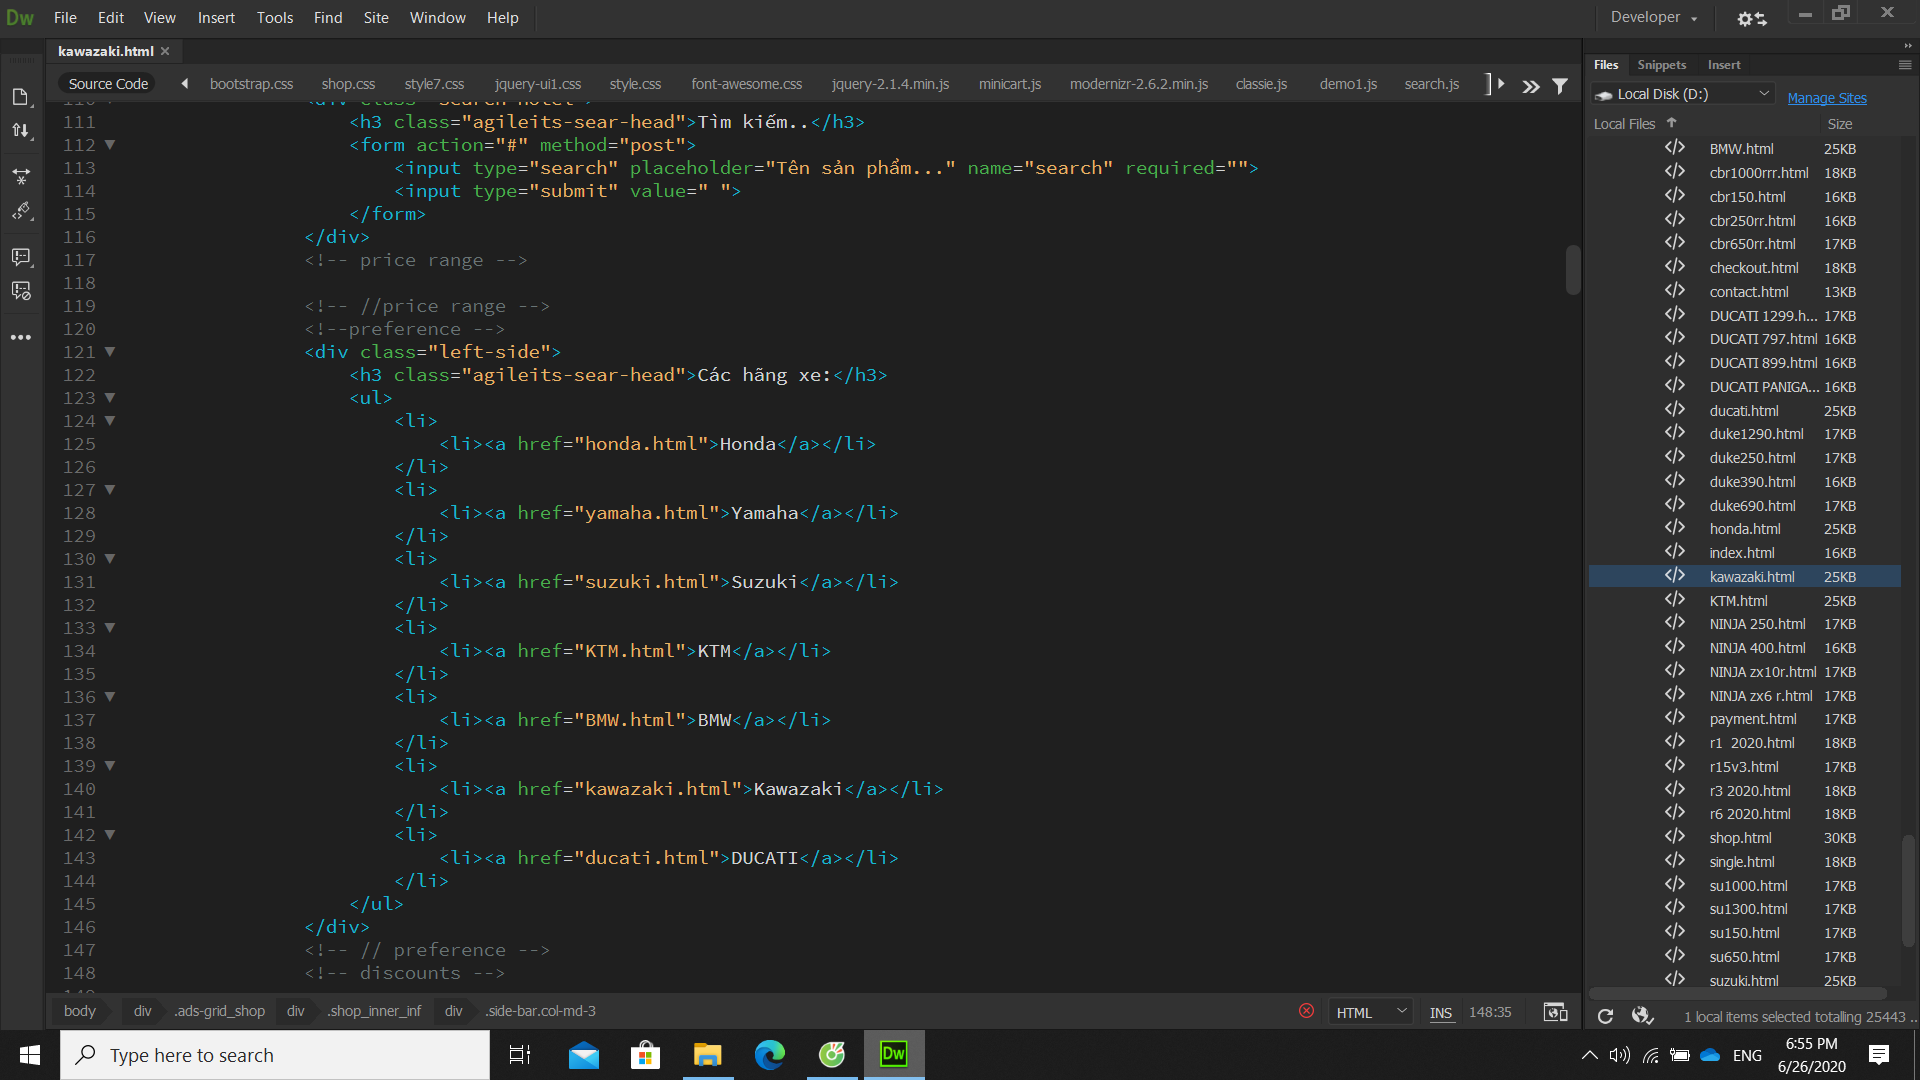 Dw File Edit View Insert Tools Find Site Window Help Developer
kawazaki.html
Source Code bootstrap.css shop.css style7.css jquery-ui1.css style.css font-awesome.css jquery-2.1.4.min.js minicart.js modernizr-2.6.2.min.js classie.js demo1.js search.js
111 <h3 class="agileits-sear-head">Tìm kiếm..</h3>
112 <form action="#" method="post">
113 <input type="search" placeholder="Tên sản phẩm..." name="search" required="">
114 <input type="submit" value=" ">
115 </form>
116 </div>
117 <!-- price range -->
118
119 <!-- //price range -->
120 <!--preference -->
121 <div class="left-side">
122 <h3 class="agileits-sear-head">Các hãng xe:</h3>
123 <ul>
124 <li>
125 <li><a href="honda.html">Honda</a></li>
126 </li>
127 <li>
128 <li><a href="yamaha.html">Yamaha</a></li>
129 </li>
130 <li>
131 <li><a href="suzuki.html">Suzuki</a></li>
132 </li>
133 <li>
134 <li><a href="KTM.html">KTM</a></li>
135 </li>
136 <li>
137 <li><a href="BMW.html">BMW</a></li>
138 </li>
139 <li>
140 <li><a href="kawazaki.html">Kawazaki</a></li>
141 </li>
142 <li>
143 <li><a href="ducati.html">DUCATI</a></li>
144 </li>
145 </ul>
146 </div>
147 <!-- // preference -->
148 <!-- discounts -->
body div .ads-grid_shop div .shop_inner_inf div .side-bar.col-md-3 HTML INS 148:35
Files Snippets Insert
Local Disk (D:) Manage Sites
Local Files Size
BMW.html 25KB
cbr1000rrr.html 18KB
cbr150.html 16KB
cbr250rr.html 16KB
cbr650rr.html 17KB
checkout.html 18KB
contact.html 13KB
DUCATI 1299.h... 17KB
DUCATI 797.html 16KB
DUCATI 899.html 16KB
DUCATI PANIGA... 16KB
ducati.html 25KB
duke1290.html 17KB
duke250.html 17KB
duke390.html 16KB
duke690.html 17KB
honda.html 25KB
index.html 16KB
kawazaki.html 25KB
KTM.html 25KB
NINJA 250.html 17KB
NINJA 400.html 16KB
NINJA zx10r.html 17KB
NINJA zx6 r.html 17KB
payment.html 17KB
r1  2020.html 18KB
r15v3.html 17KB
r3 2020.html 18KB
r6 2020.html 18KB
shop.html 30KB
single.html 18KB
su1000.html 17KB
su1300.html 17KB
su150.html 17KB
su650.html 17KB
suzuki.html 25KB
1 local items selected totalling 25443 ..
Type here to search
Dw
ENG
6:55 PM
6/26/2020